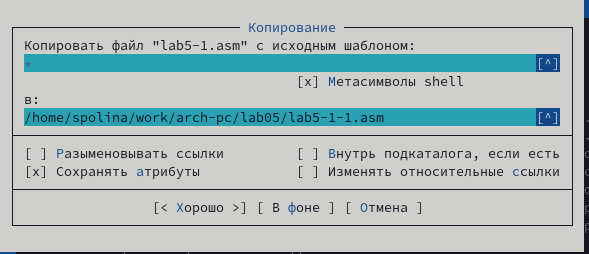 Копирование
Копировать файл "lab5-1.asm" с исходным шаблоном:
* [^]
[x] Метасимволы shell
в:
/home/spolina/work/arch-pc/lab05/lab5-1-1.asm [^]
[ ] Разыменовывать ссылки [ ] Внутрь подкаталога, если есть
[x] Сохранять атрибуты [ ] Изменять относительные ссылки
[< Хорошо >] [ В фоне ] [ Отмена ]